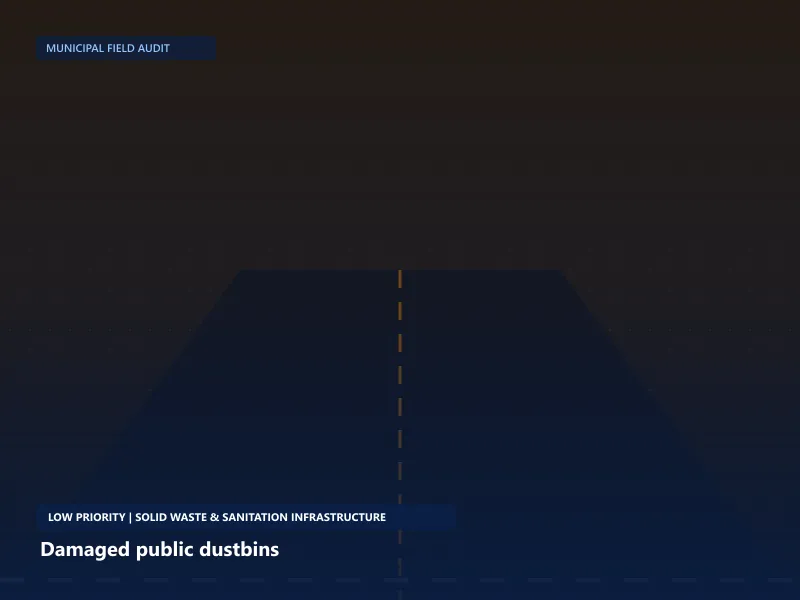 MUNICIPAL FIELD AUDIT
LOW PRIORITY | SOLID WASTE & SANITATION INFRASTRUCTURE
Damaged public dustbins